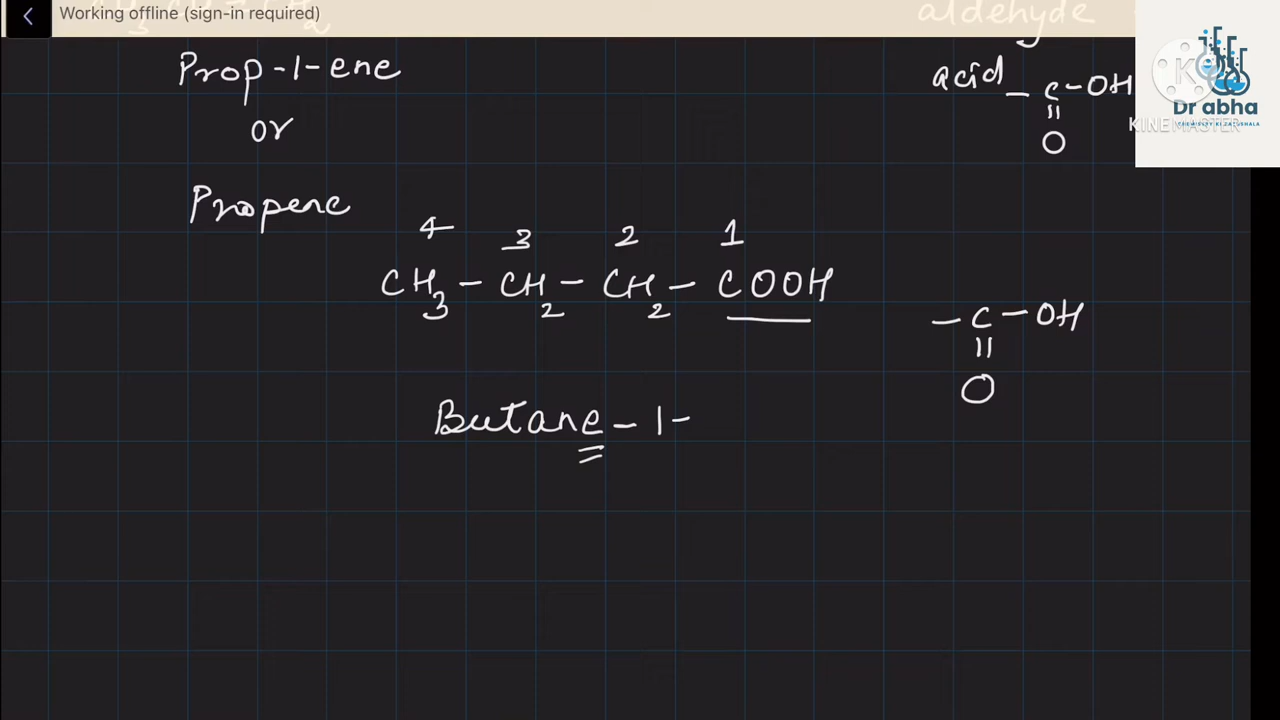 Working offline (sign-in required)
aldehyde
Prop-1-ene
acid
- C - OH
||
O
or
Dr abha
KINEMASTER
Propene
4 3 2 1
CH3 - CH2 - CH2 - COOH
- C - OH
||
O
Butane - 1 -